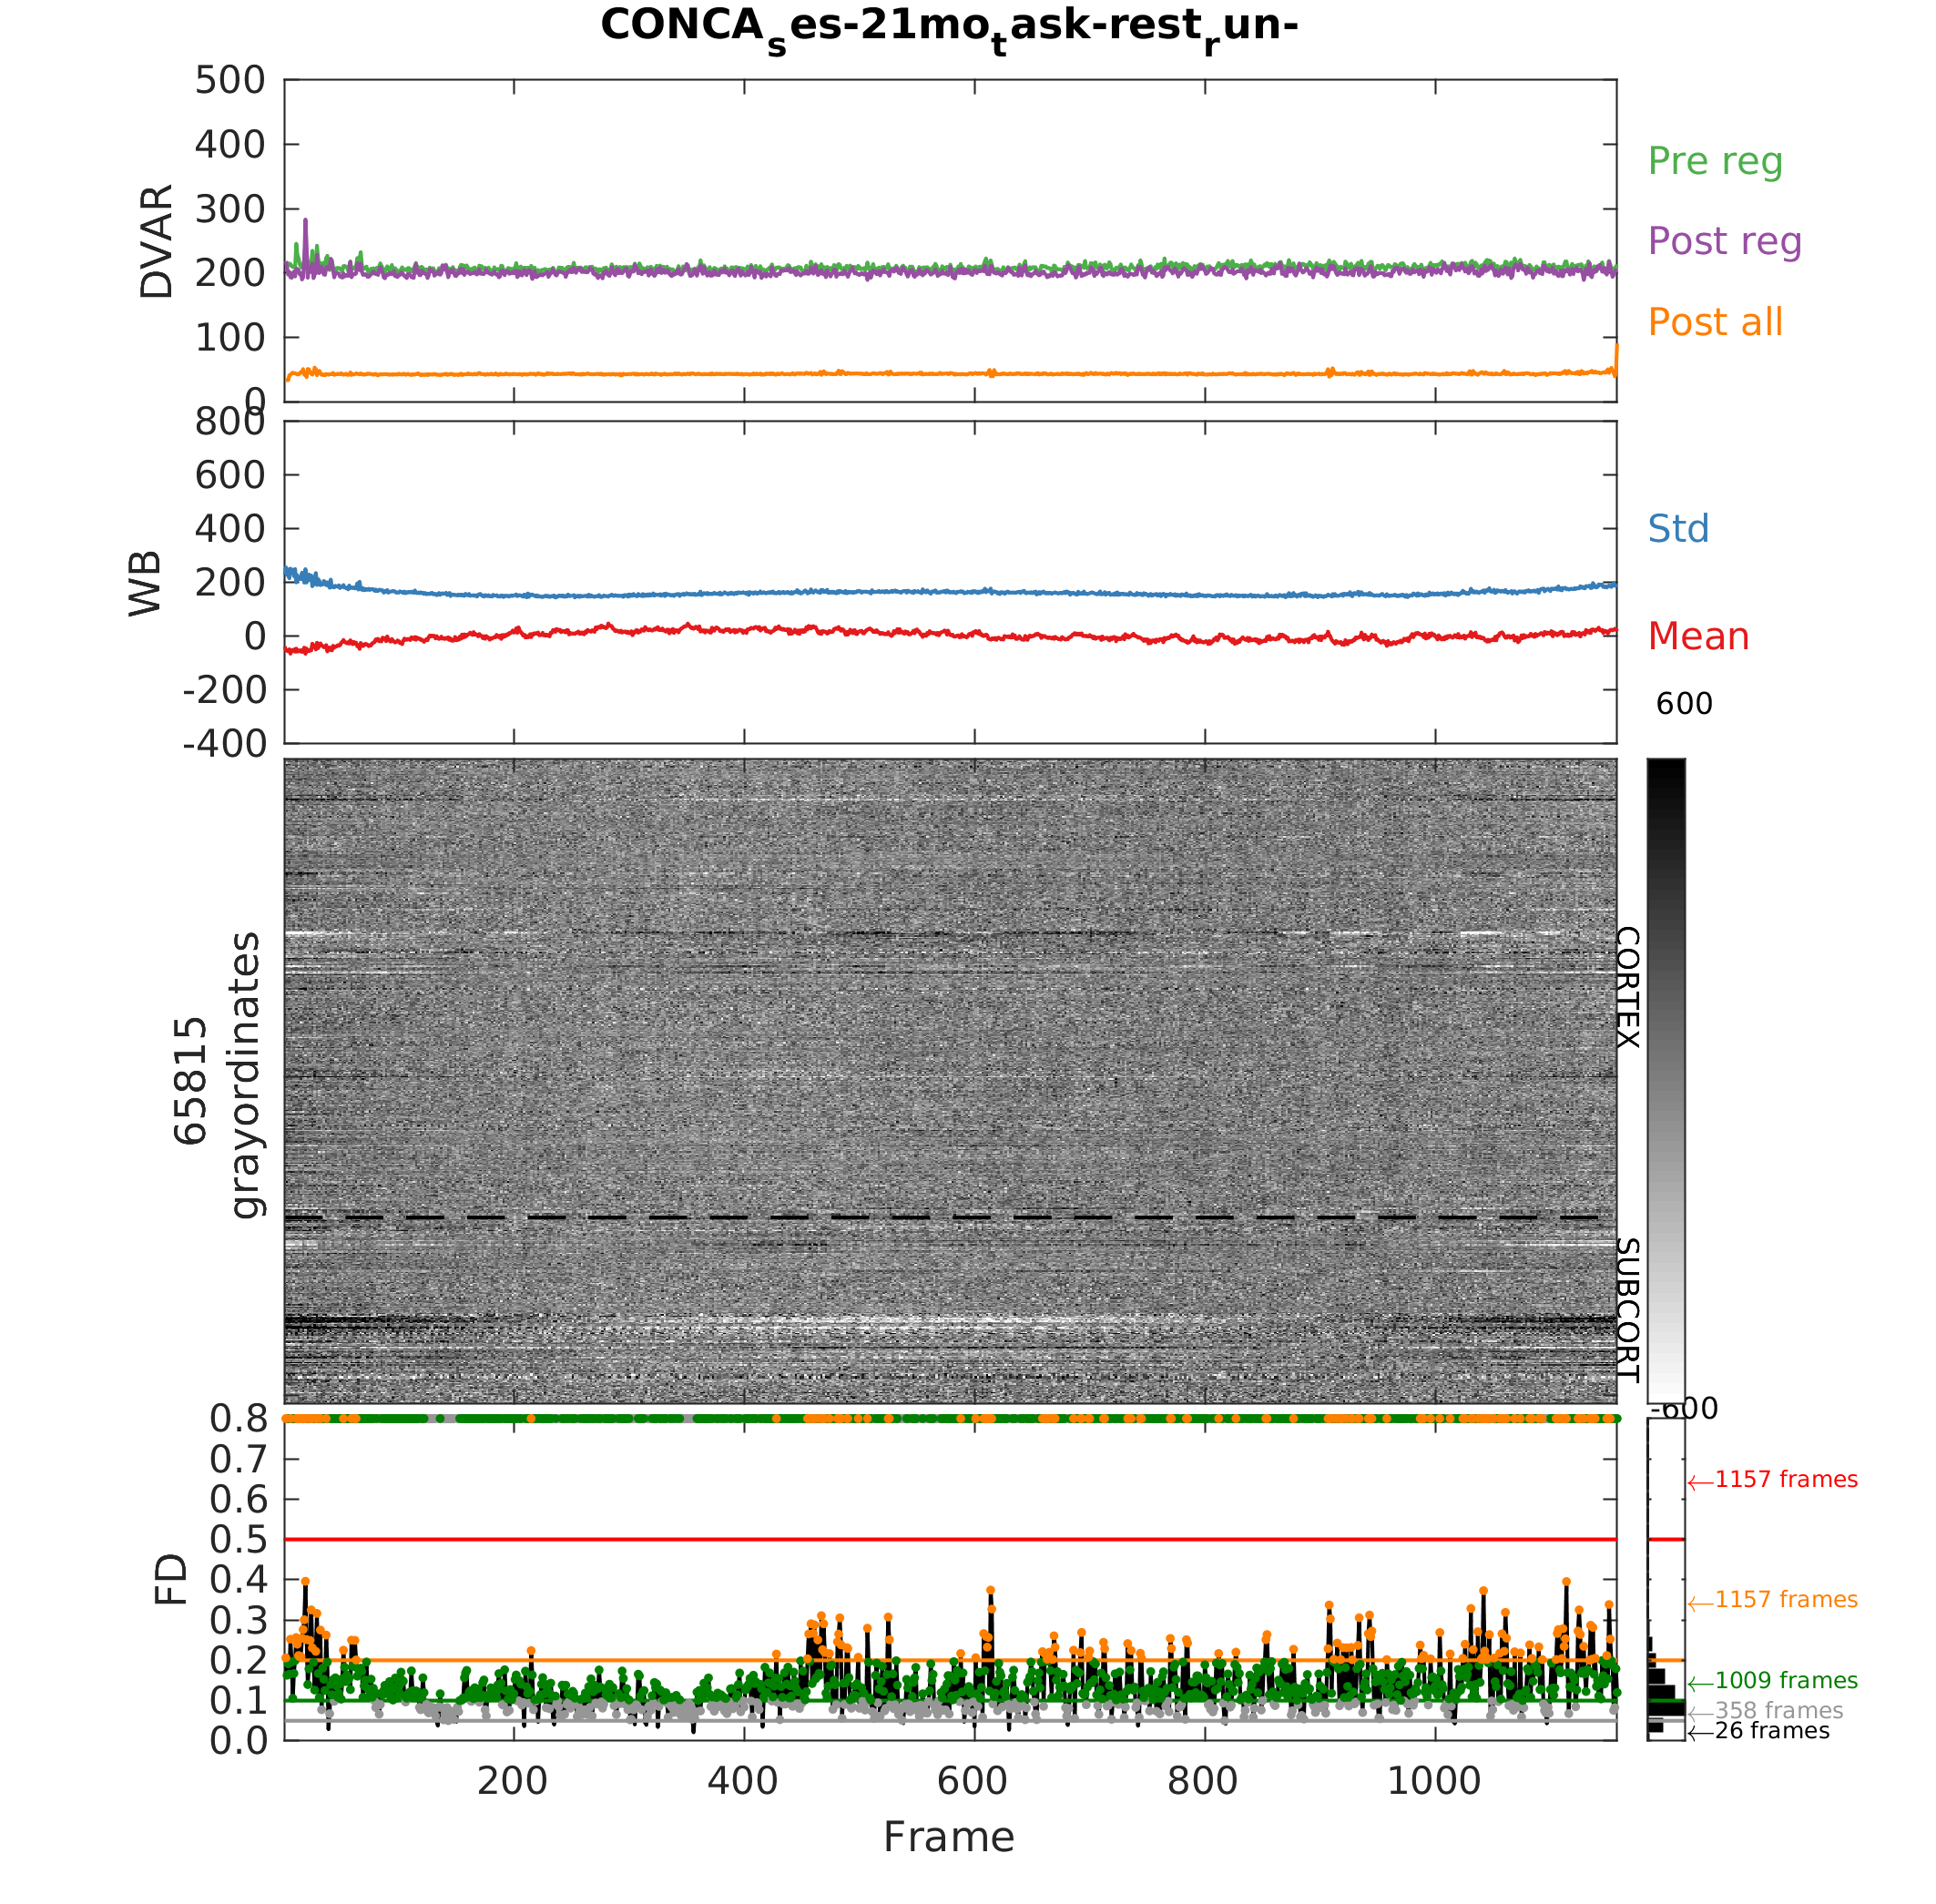 CONCAses-21motask-restrun-
500
400
300
200
100
0
DVAR
Pre reg
Post reg
Post all
800
600
400
200
0
-200
-400
WB
Std
Mean
600
65815
grayordinates
CORTEX
SUBCORT
-600
0.8
0.7
0.6
0.5
0.4
0.3
0.2
0.1
0.0
FD
←1157 frames
←1157 frames
←1009 frames
←358 frames
←26 frames
200 400 600 800 1000
Frame